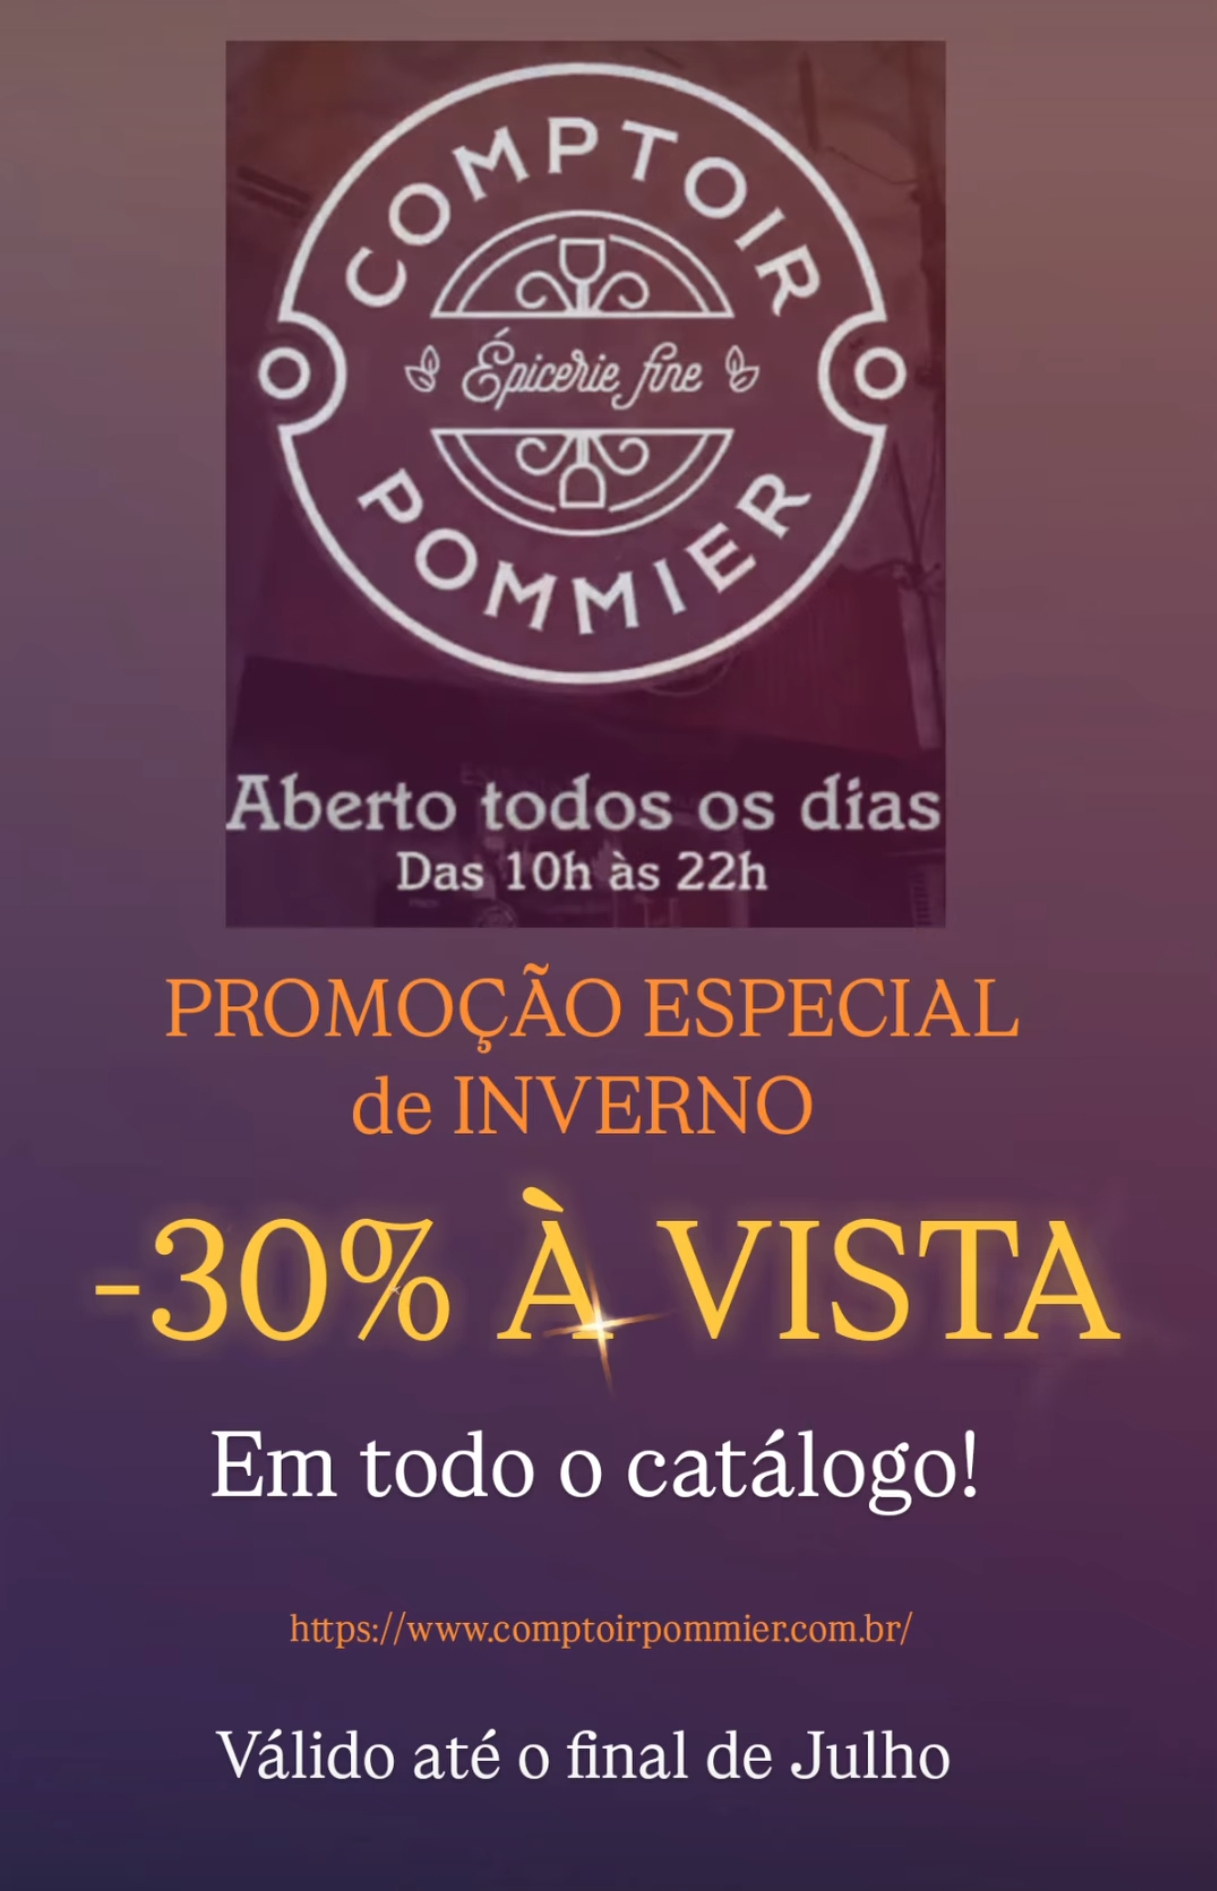 COMPTOIR
Épicerie fine
POMMIER
Aberto todos os días
Das 10h às 22h
PROMOÇÃO ESPECIAL
de INVERNO
-30% À VISTA
Em todo o catálogo!
https://www.comptoirpommier.com.br/
Válido até o final de Julho